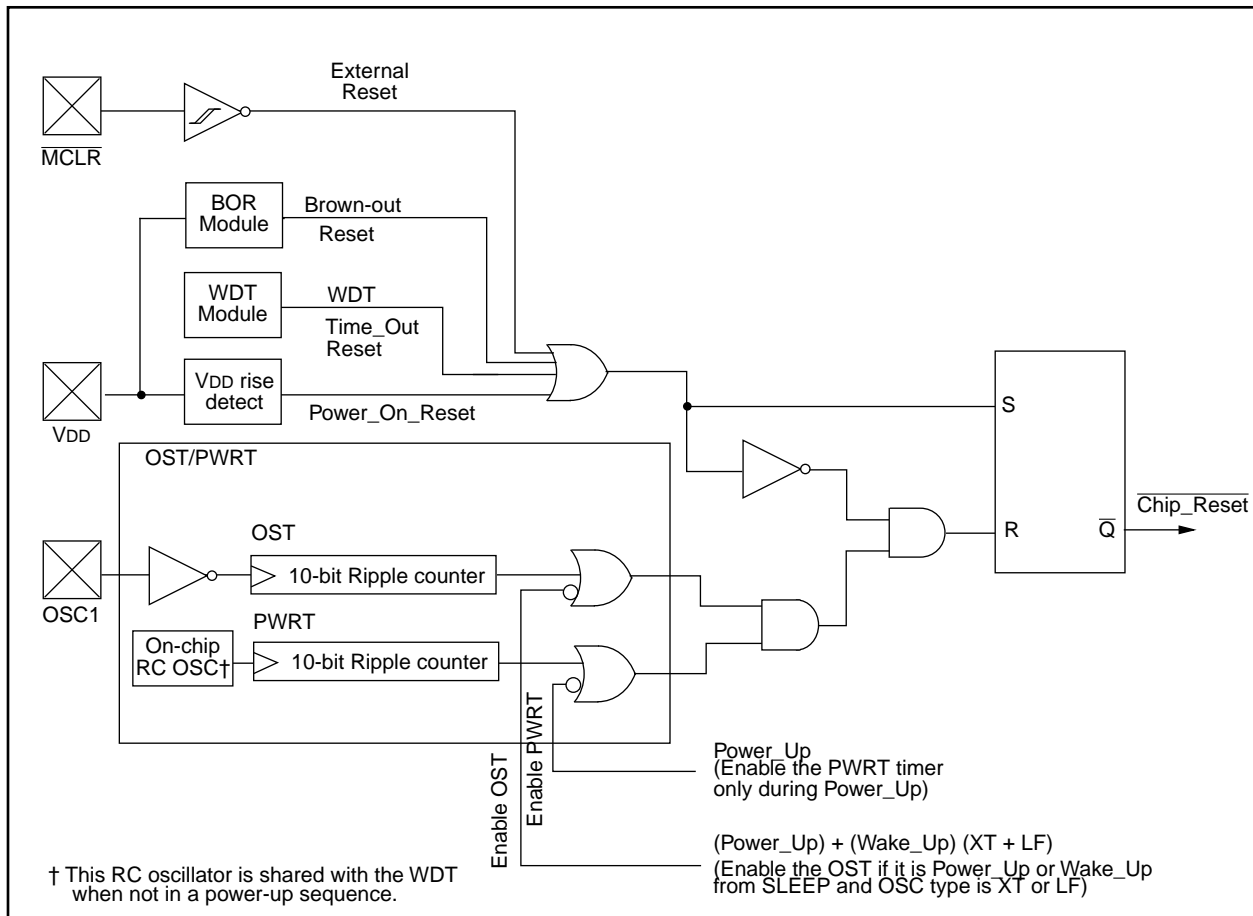 External
Reset
MCLR
BOR
Module
Brown-out
Reset
WDT
Module
WDT
Time_Out
Reset
VDD rise
detect
Power_On_Reset
VDD
S
R
Q
Chip_Reset
OST/PWRT
OST
10-bit Ripple counter
OSC1
PWRT
On-chip
RC OSC†
10-bit Ripple counter
Enable OST
Enable PWRT
Power_Up
(Enable the PWRT timer
only during Power_Up)
(Power_Up) + (Wake_Up) (XT + LF)
(Enable the OST if it is Power_Up or Wake_Up
from SLEEP and OSC type is XT or LF)
† This RC oscillator is shared with the WDT
when not in a power-up sequence.